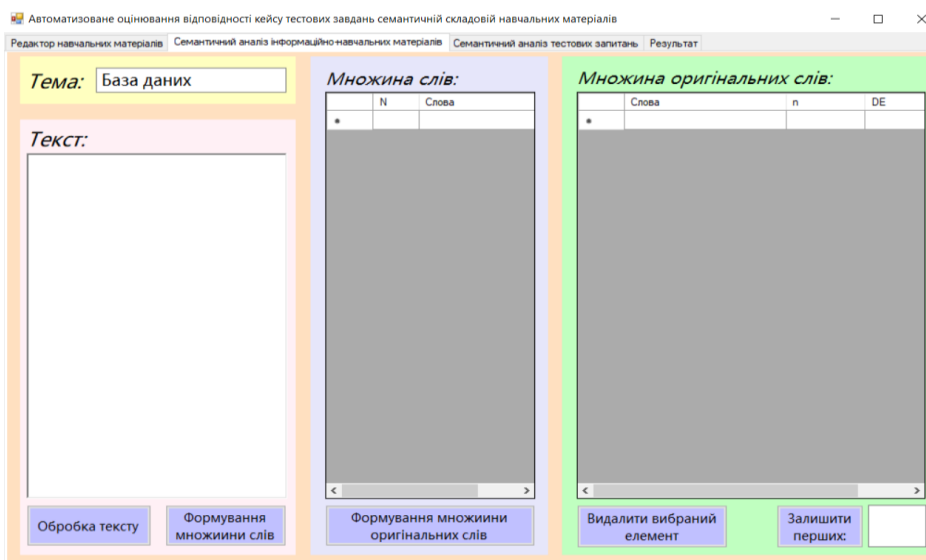 Автоматизоване оцінювання відповідності кейсу тестових завдань семантичній складовій навчальних матеріалів
Редактор навчальних матеріалів Семантичний аналіз інформаційно-навчальних матеріалів Семантичний аналіз тестових запитань Результат
Тема: База даних
Текст:
Обробка тексту
Формування
множиини слів
Множина слів:
N Слова
Формування множиини
оригінальних слів
Множина оригінальних слів:
Слова n DE
Видалити вибраний
елемент
Залишити
перших: